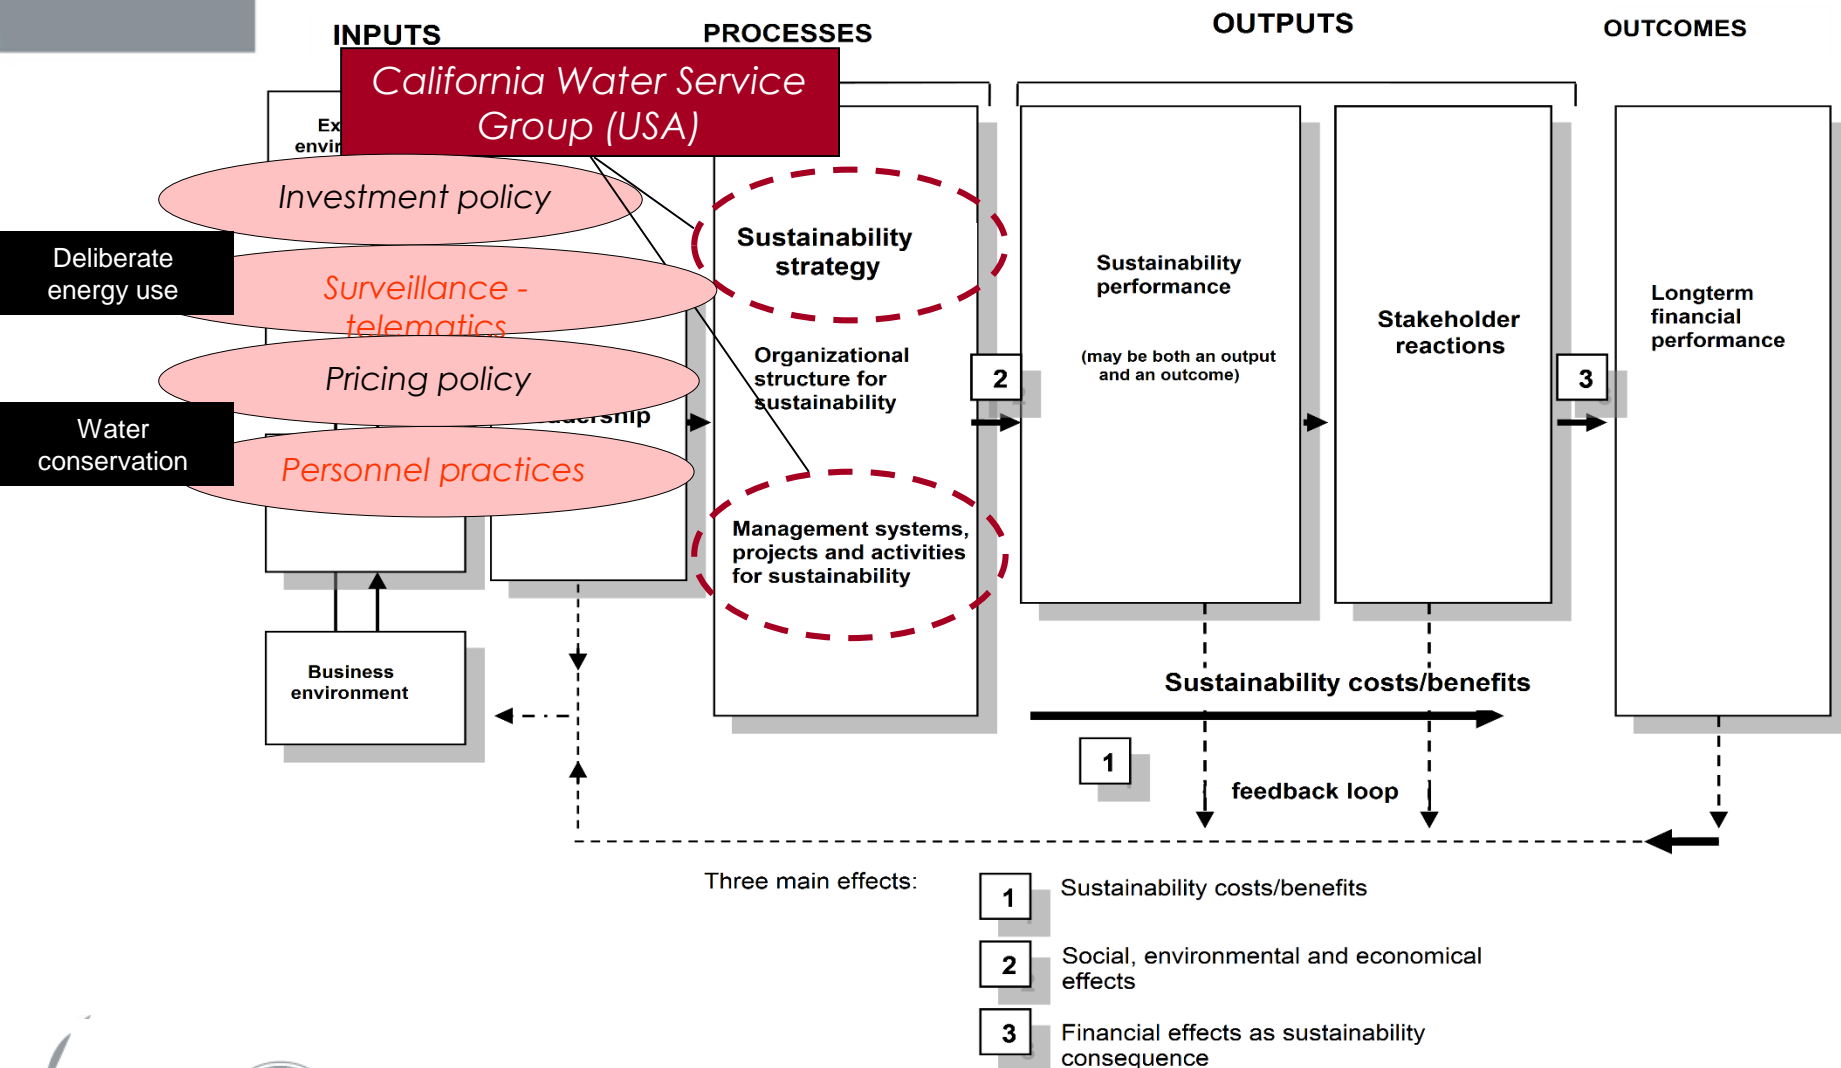 INPUTS
PROCESSES
OUTPUTS
OUTCOMES
California Water Service
Group (USA)
Investment policy
Deliberate
energy use
Surveillance -
telematics
Pricing policy
Water
conservation
Personnel practices
Business
environment
Sustainability
strategy
Organizational
structure for
sustainability
Management systems,
projects and activities
for sustainability
2
Sustainability
performance
(may be both an output
and an outcome)
Stakeholder
reactions
3
Longterm
financial
performance
Sustainability costs/benefits
1
feedback loop
Three main effects:
1
Sustainability costs/benefits
2
Social, environmental and economical
effects
3
Financial effects as sustainability
consequence